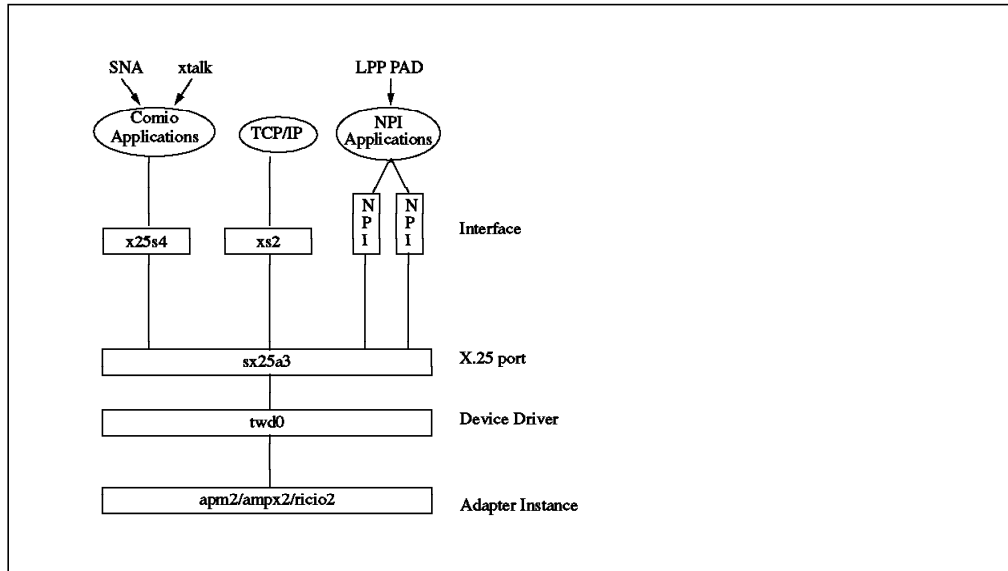 SNA xtalk LPP PAD
Comio
Applications
TCP/IP
NPI
Applications
N
P
I
N
P
I
Interface
x25s4
xs2
sx25a3
X.25 port
twd0
Device Driver
apm2/ampx2/ricio2
Adapter Instance